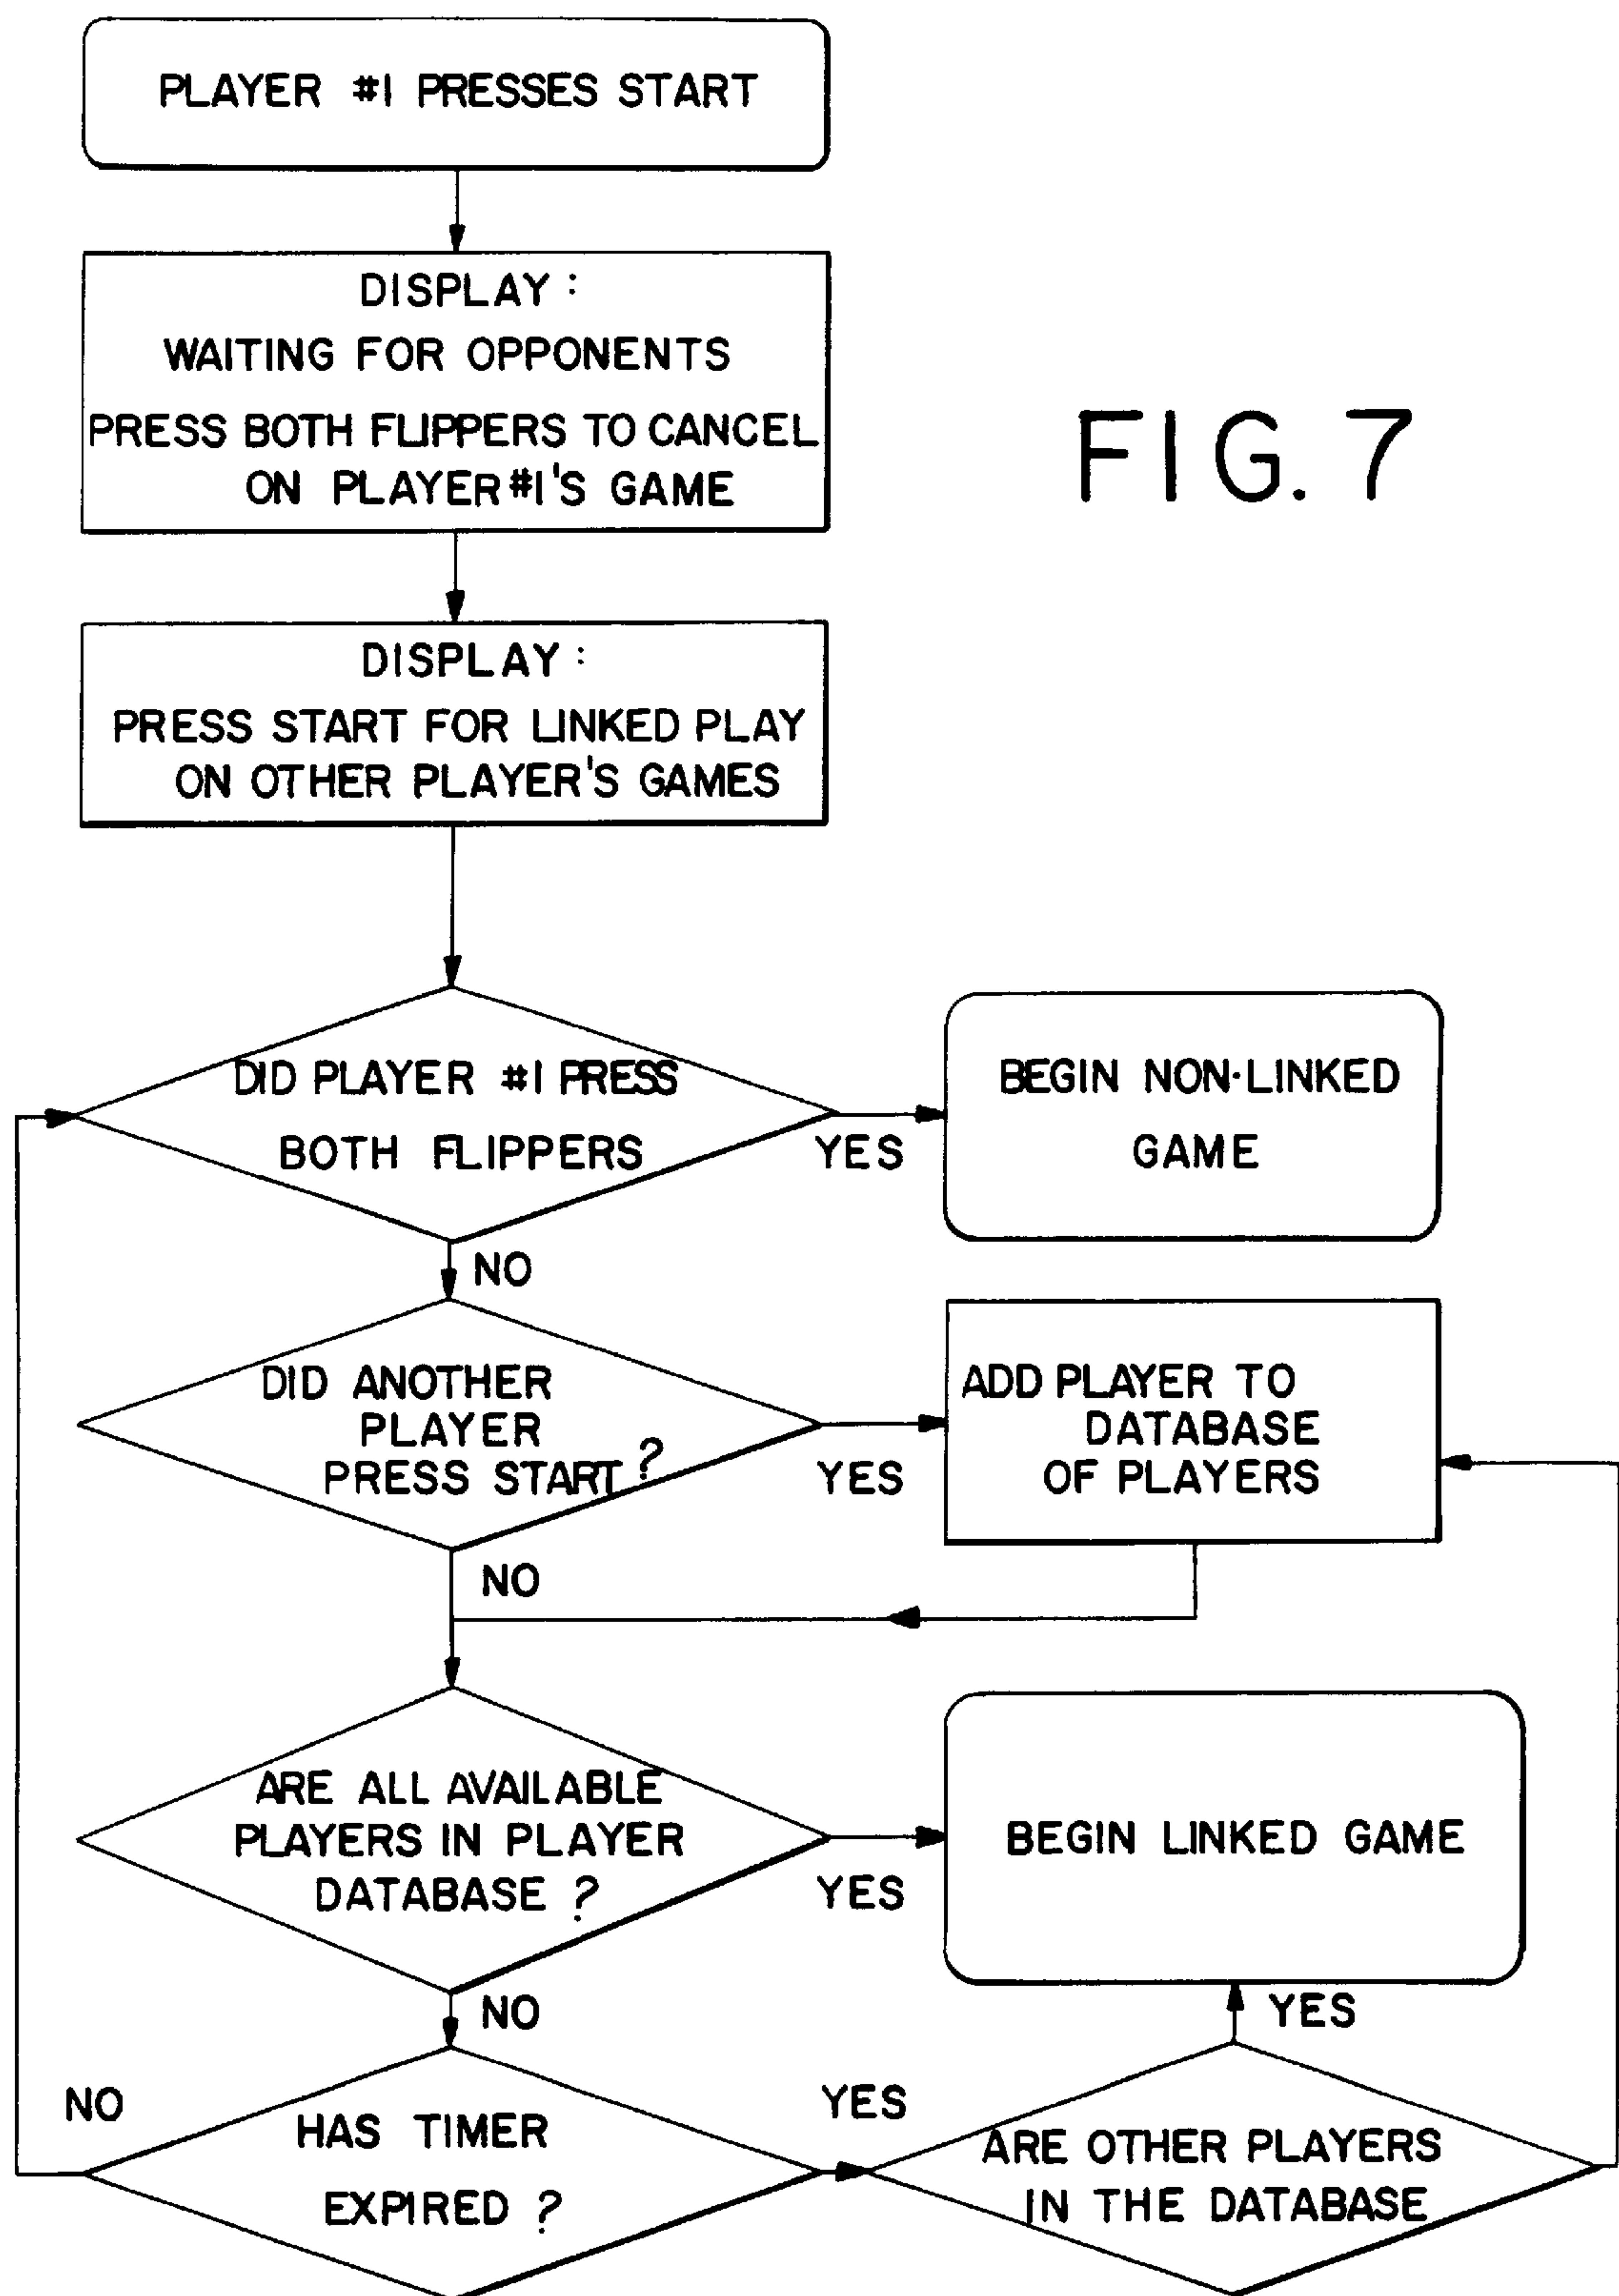 PLAYER #1 PRESSES START
DISPLAY:
WAITING FOR OPPONENTS
PRESS BOTH FLIPPERS TO CANCEL
ON PLAYER #1'S GAME
FIG. 7
DISPLAY:
PRESS START FOR LINKED PLAY
ON OTHER PLAYER'S GAMES
DID PLAYER #1 PRESS
BOTH FLIPPERS
YES
BEGIN NON-LINKED
GAME
NO
DID ANOTHER
PLAYER
PRESS START?
YES
ADD PLAYER TO
DATABASE
OF PLAYERS
NO
ARE ALL AVAILABLE
PLAYERS IN PLAYER
DATABASE?
YES
BEGIN LINKED GAME
NO
YES
NO
HAS TIMER
EXPIRED?
YES
ARE OTHER PLAYERS
IN THE DATABASE